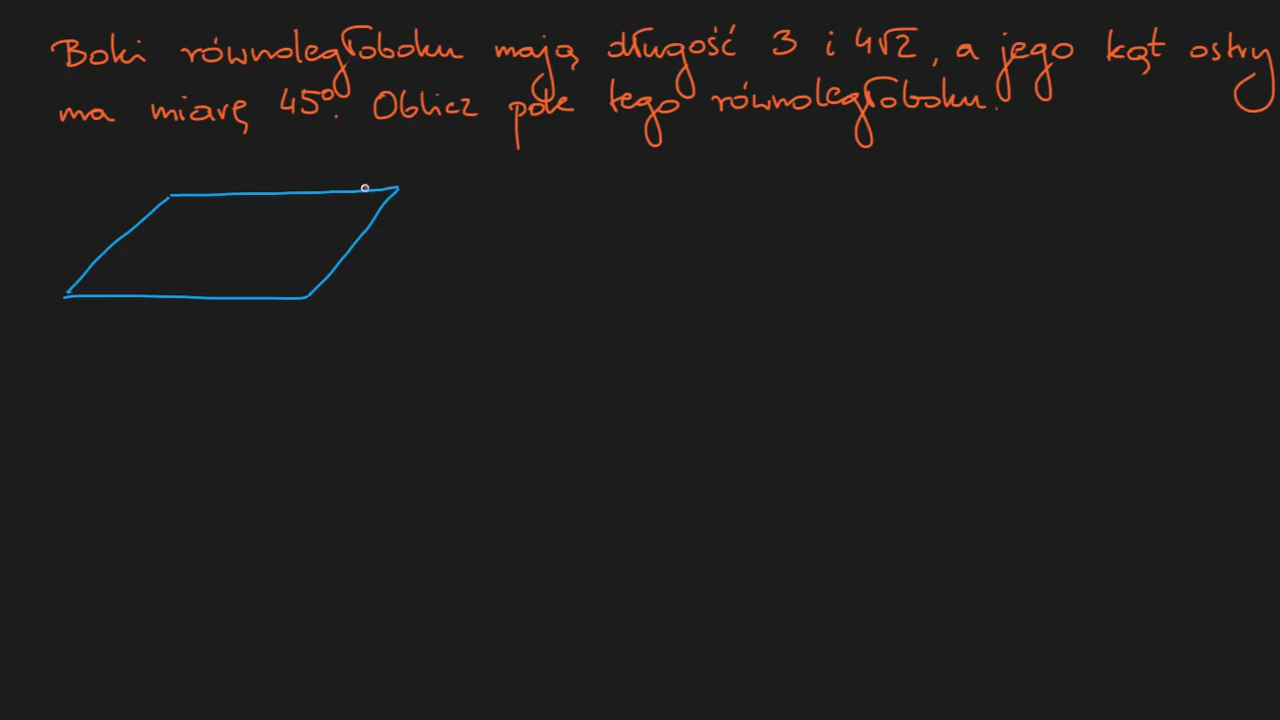 Boki równoległoboku mają długość 3 i 4√2, a jego kąt ostry
ma miarę 45°. Oblicz pole tego równoległoboku.